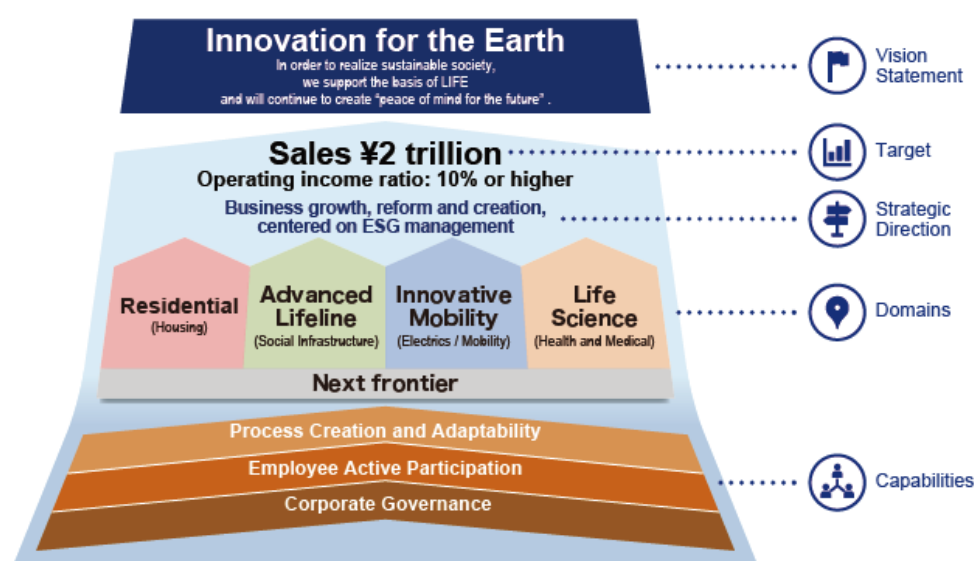 Innovation for the Earth
In order to realize sustainable society,
we support the basis of LIFE
and will continue to create “peace of mind for the future” .
Vision
Statement
Sales ¥2 trillion
Target
Operating income ratio: 10% or higher
Business growth, reform and creation,
centered on ESG management
Strategic
Direction
Residential
(Housing)
Advanced
Lifeline
(Social Infrastructure)
Innovative
Mobility
(Electrics / Mobility)
Life
Science
(Health and Medical)
Domains
Next frontier
Process Creation and Adaptability
Employee Active Participation
Corporate Governance
Capabilities